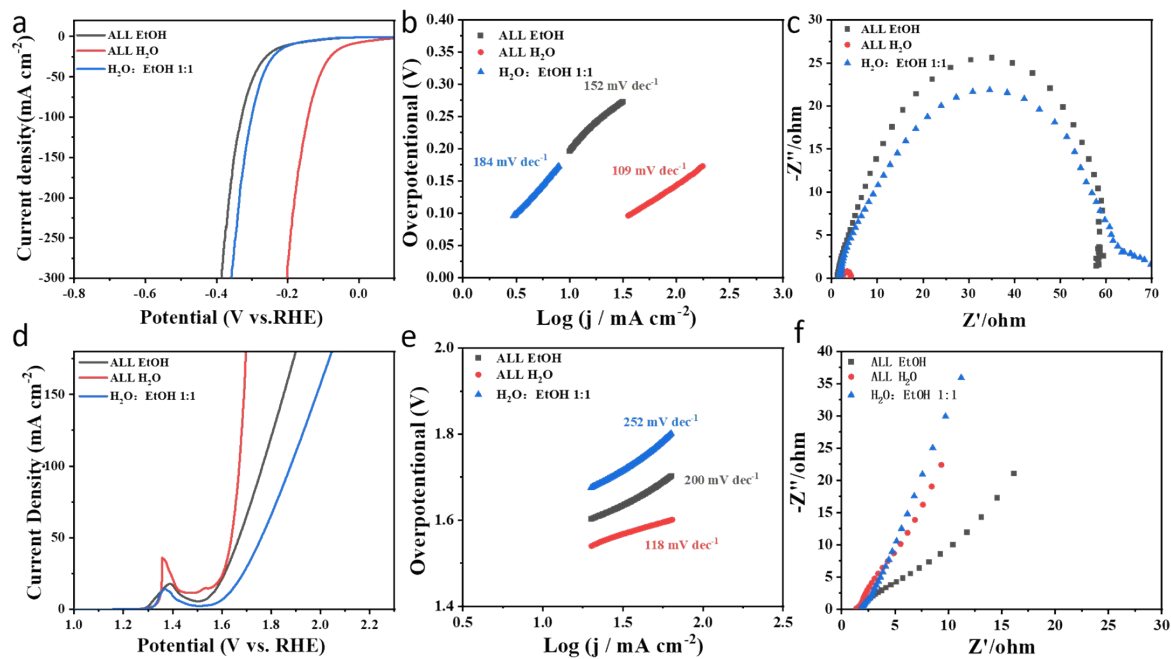 a
ALL EtOH
ALL H₂O
H₂O： EtOH 1:1
Current density(mA cm⁻²)
0
-50
-100
-150
-200
-250
-300
-0.8
-0.4
0.0
Potential (V vs.RHE)
b
ALL EtOH
ALL H₂O
H₂O： EtOH 1:1
152 mV dec⁻¹
184 mV dec⁻¹
109 mV dec⁻¹
Overpotentional (V)
0.40
0.35
0.30
0.25
0.20
0.15
0.10
0.05
0.00
0.0
0.5
1.0
1.5
2.0
2.5
3.0
Log (j / mA cm⁻²)
c
ALL EtOH
ALL H₂O
H₂O： EtOH 1:1
-Z''/ohm
30
25
20
15
10
5
0
0
10
20
30
40
50
60
70
Z'/ohm
d
ALL EtOH
ALL H₂O
H₂O： EtOH 1:1
Current Density (mA cm⁻²)
150
100
50
0
1.0
1.2
1.4
1.6
1.8
2.0
2.2
Potential (V vs. RHE)
e
ALL EtOH
ALL H₂O
H₂O： EtOH 1:1
252 mV dec⁻¹
200 mV dec⁻¹
118 mV dec⁻¹
Overpotentional (V)
2.0
1.8
1.6
1.4
0.0
0.5
1.0
1.5
2.0
2.5
Log (j / mA cm⁻²)
f
ALL EtOH
ALL H₂O
H₂O： EtOH 1:1
-Z''/ohm
40
35
30
25
20
15
10
5
0
0
5
10
15
20
25
30
Z'/ohm